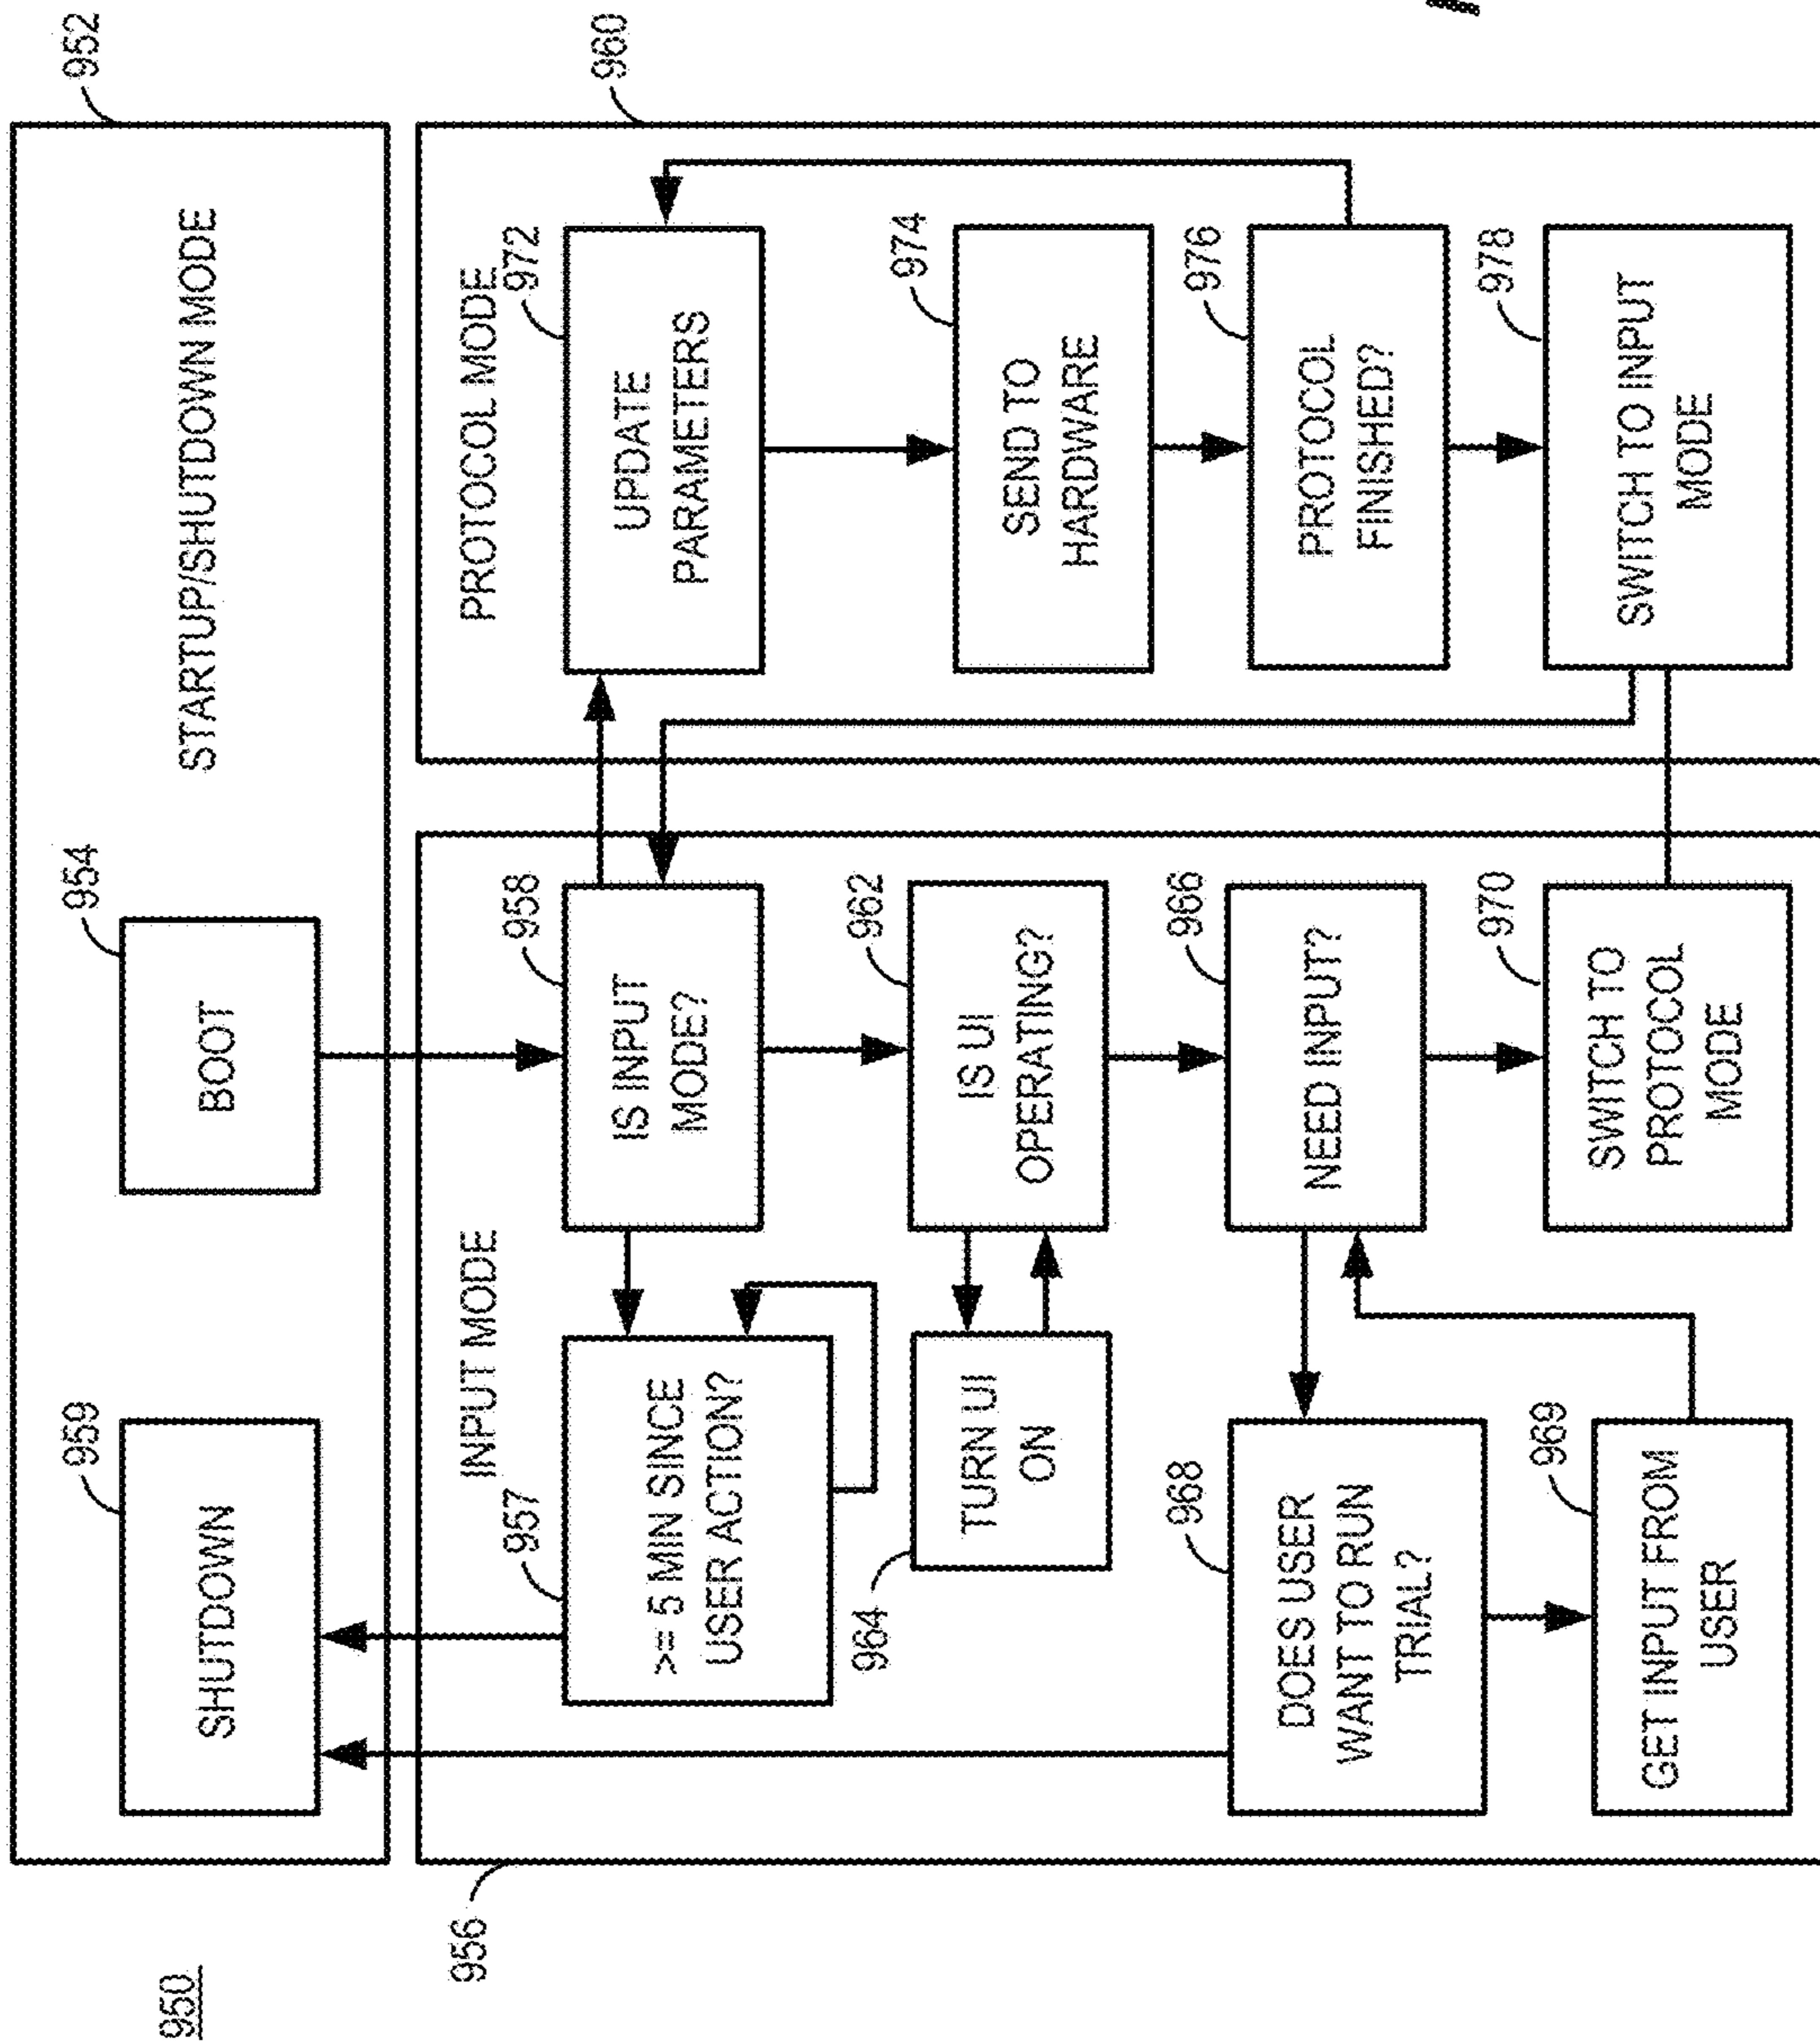 950
952
STARTUP/SHUTDOWN MODE
959
SHUTDOWN
954
BOOT
956
INPUT MODE
957
>= 5 MIN SINCE
USER ACTION?
958
IS INPUT
MODE?
964
TURN UI
ON
962
IS UI
OPERATING?
968
DOES USER
WANT TO RUN
TRIAL?
966
NEED INPUT?
969
GET INPUT FROM
USER
970
SWITCH TO
PROTOCOL
MODE
960
PROTOCOL MODE
972
UPDATE
PARAMETERS
974
SEND TO
HARDWARE
976
PROTOCOL
FINISHED?
978
SWITCH TO INPUT
MODE